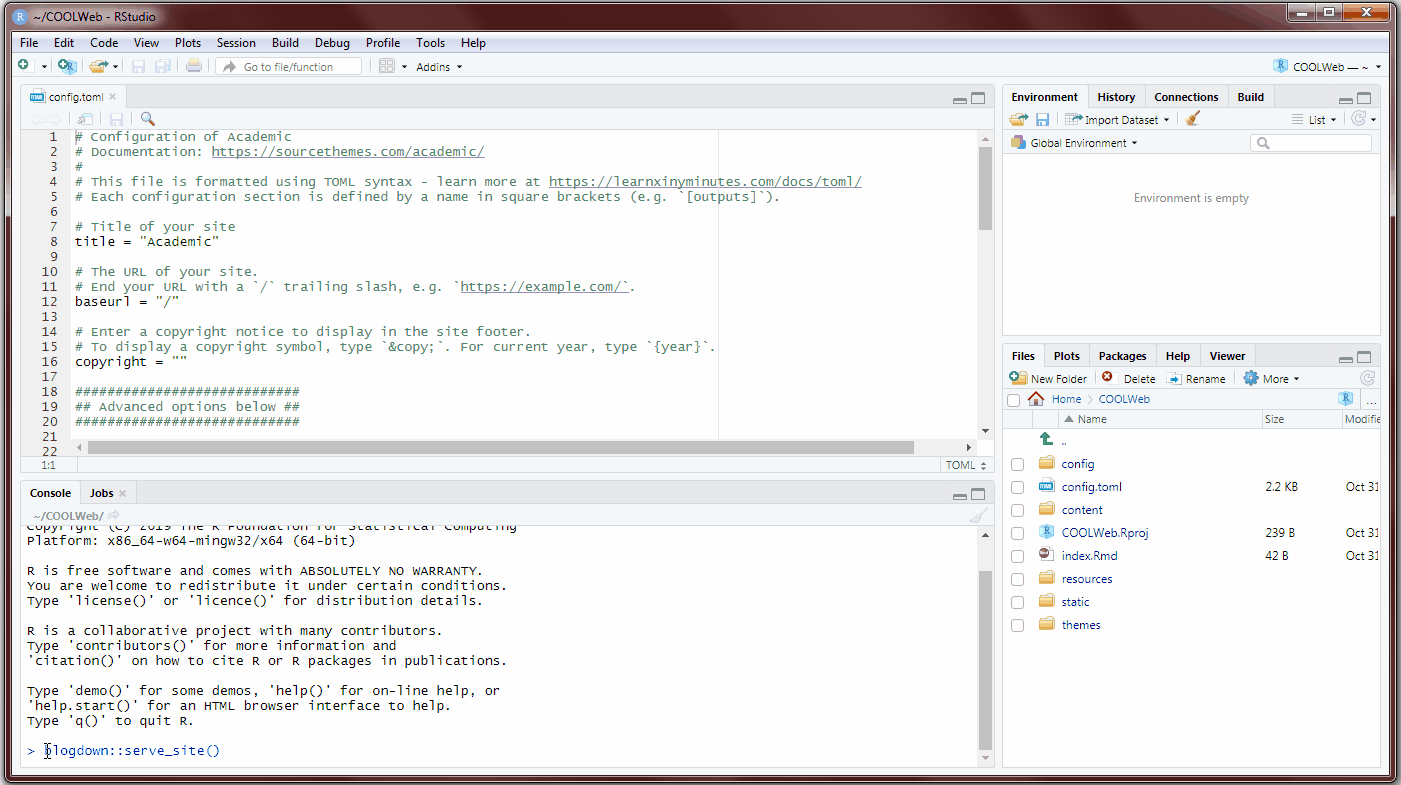 ~/COOLWeb - RStudio
File Edit Code View Plots Session Build Debug Profile Tools Help
Go to file/function Addins COOLWeb — ~
config.toml
1 # Configuration of Academic
2 # Documentation: https://sourcethemes.com/academic/
3 #
4 # This file is formatted using TOML syntax - learn more at https://learnxinyminutes.com/docs/toml/
5 # Each configuration section is defined by a name in square brackets (e.g. `[outputs]`).
6
7 # Title of your site
8 title = "Academic"
9
10 # The URL of your site.
11 # End your URL with a `/` trailing slash, e.g. `https://example.com/`.
12 baseurl = "/"
13
14 # Enter a copyright notice to display in the site footer.
15 # To display a copyright symbol, type `&copy;`. For current year, type `{year}`.
16 copyright = ""
17
18 ############################
19 ## Advanced options below ##
20 ############################
21
22
1:1 TOML
Console Jobs
~/COOLWeb/
Copyright (C) 2019 The R Foundation for Statistical Computing
Platform: x86_64-w64-mingw32/x64 (64-bit)
R is free software and comes with ABSOLUTELY NO WARRANTY.
You are welcome to redistribute it under certain conditions.
Type 'license()' or 'licence()' for distribution details.
R is a collaborative project with many contributors.
Type 'contributors()' for more information and
'citation()' on how to cite R or R packages in publications.
Type 'demo()' for some demos, 'help()' for on-line help, or
'help.start()' for an HTML browser interface to help.
Type 'q()' to quit R.
> blogdown::serve_site()
Environment History Connections Build
Import Dataset List
Global Environment
Environment is empty
Files Plots Packages Help Viewer
New Folder Delete Rename More
Home COOLWeb ...
Name Size Modifie
..
config
config.toml 2.2 KB Oct 31
content
COOLWeb.Rproj 239 B Oct 31
index.Rmd 42 B Oct 31
resources
static
themes